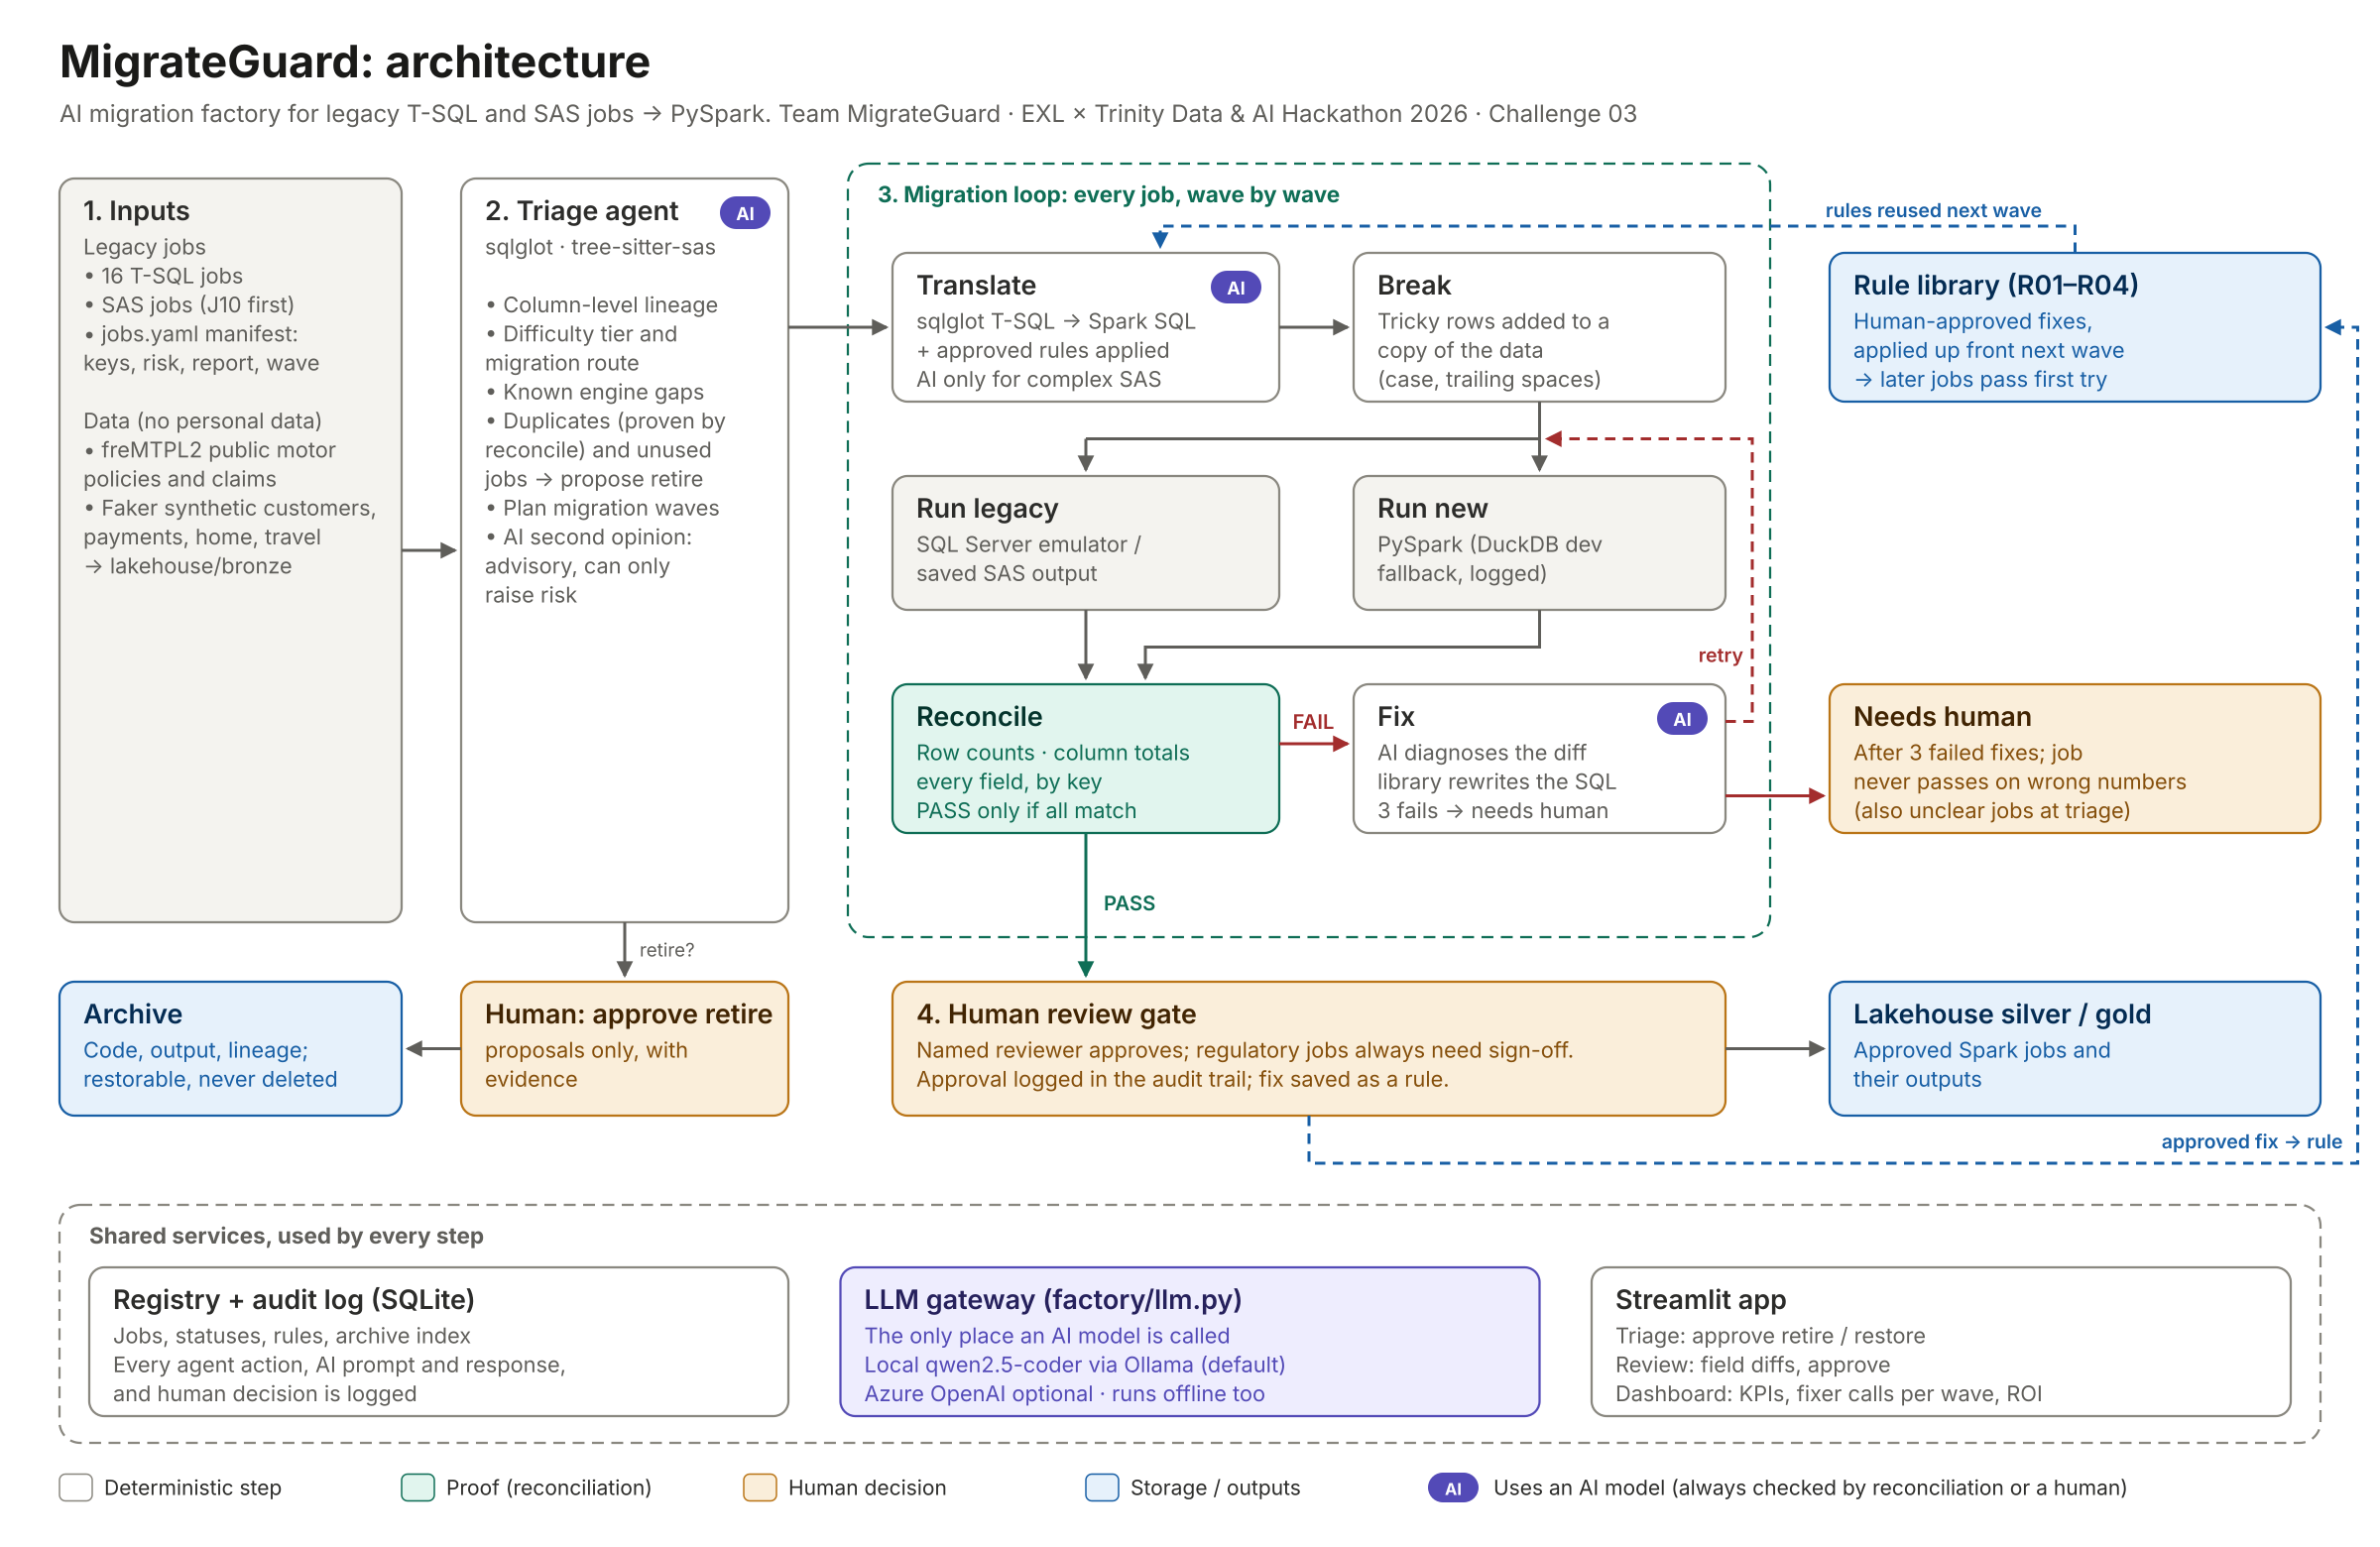 MigrateGuard: architecture
AI migration factory for legacy T-SQL and SAS jobs → PySpark. Team MigrateGuard · EXL × Trinity Data & AI Hackathon 2026 · Challenge 03
1. Inputs
Legacy jobs
• 16 T-SQL jobs
• SAS jobs (J10 first)
• jobs.yaml manifest:
keys, risk, report, wave
Data (no personal data)
• freMTPL2 public motor
policies and claims
• Faker synthetic customers,
payments, home, travel
→ lakehouse/bronze
2. Triage agent
AI
sqlglot · tree-sitter-sas
• Column-level lineage
• Difficulty tier and
migration route
• Known engine gaps
• Duplicates (proven by
reconcile) and unused
jobs → propose retire
• Plan migration waves
• AI second opinion:
advisory, can only
raise risk
3. Migration loop: every job, wave by wave
rules reused next wave
Translate
AI
sqlglot T-SQL → Spark SQL
+ approved rules applied
AI only for complex SAS
Break
Tricky rows added to a
copy of the data
(case, trailing spaces)
Rule library (R01–R04)
Human-approved fixes,
applied up front next wave
→ later jobs pass first try
Run legacy
SQL Server emulator /
saved SAS output
Run new
PySpark (DuckDB dev
fallback, logged)
retry
Reconcile
Row counts · column totals
every field, by key
PASS only if all match
FAIL
Fix
AI
AI diagnoses the diff
library rewrites the SQL
3 fails → needs human
Needs human
After 3 failed fixes; job
never passes on wrong numbers
(also unclear jobs at triage)
PASS
retire?
Archive
Code, output, lineage;
restorable, never deleted
Human: approve retire
proposals only, with
evidence
4. Human review gate
Named reviewer approves; regulatory jobs always need sign-off.
Approval logged in the audit trail; fix saved as a rule.
Lakehouse silver / gold
Approved Spark jobs and
their outputs
approved fix → rule
Shared services, used by every step
Registry + audit log (SQLite)
Jobs, statuses, rules, archive index
Every agent action, AI prompt and response,
and human decision is logged
LLM gateway (factory/llm.py)
The only place an AI model is called
Local qwen2.5-coder via Ollama (default)
Azure OpenAI optional · runs offline too
Streamlit app
Triage: approve retire / restore
Review: field diffs, approve
Dashboard: KPIs, fixer calls per wave, ROI
Deterministic step
Proof (reconciliation)
Human decision
Storage / outputs
AI
Uses an AI model (always checked by reconciliation or a human)